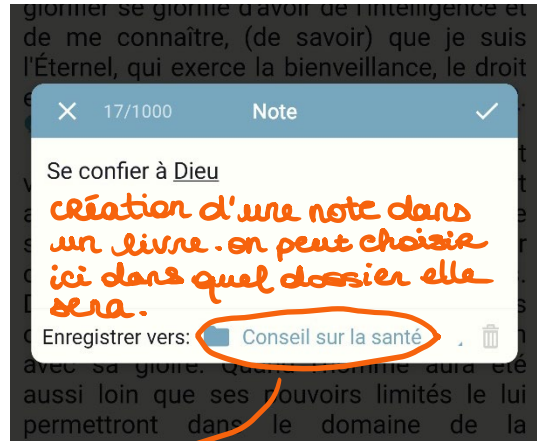 glorifier se glorifie d'avoir de l'intelligence et
de me connaître, (de savoir) que je suis
l'Éternel, qui exerce la bienveillance, le droit
17/1000 Note
Se confier à Dieu
création d'une note dans
un livre. on peut choisir
ici dans quel dossier elle
sera.
Enregistrer vers: Conseil sur la santé
avec sa gloire. Quand l'homme aura été
aussi loin que ses pouvoirs limités le lui
permettront dans le domaine de la